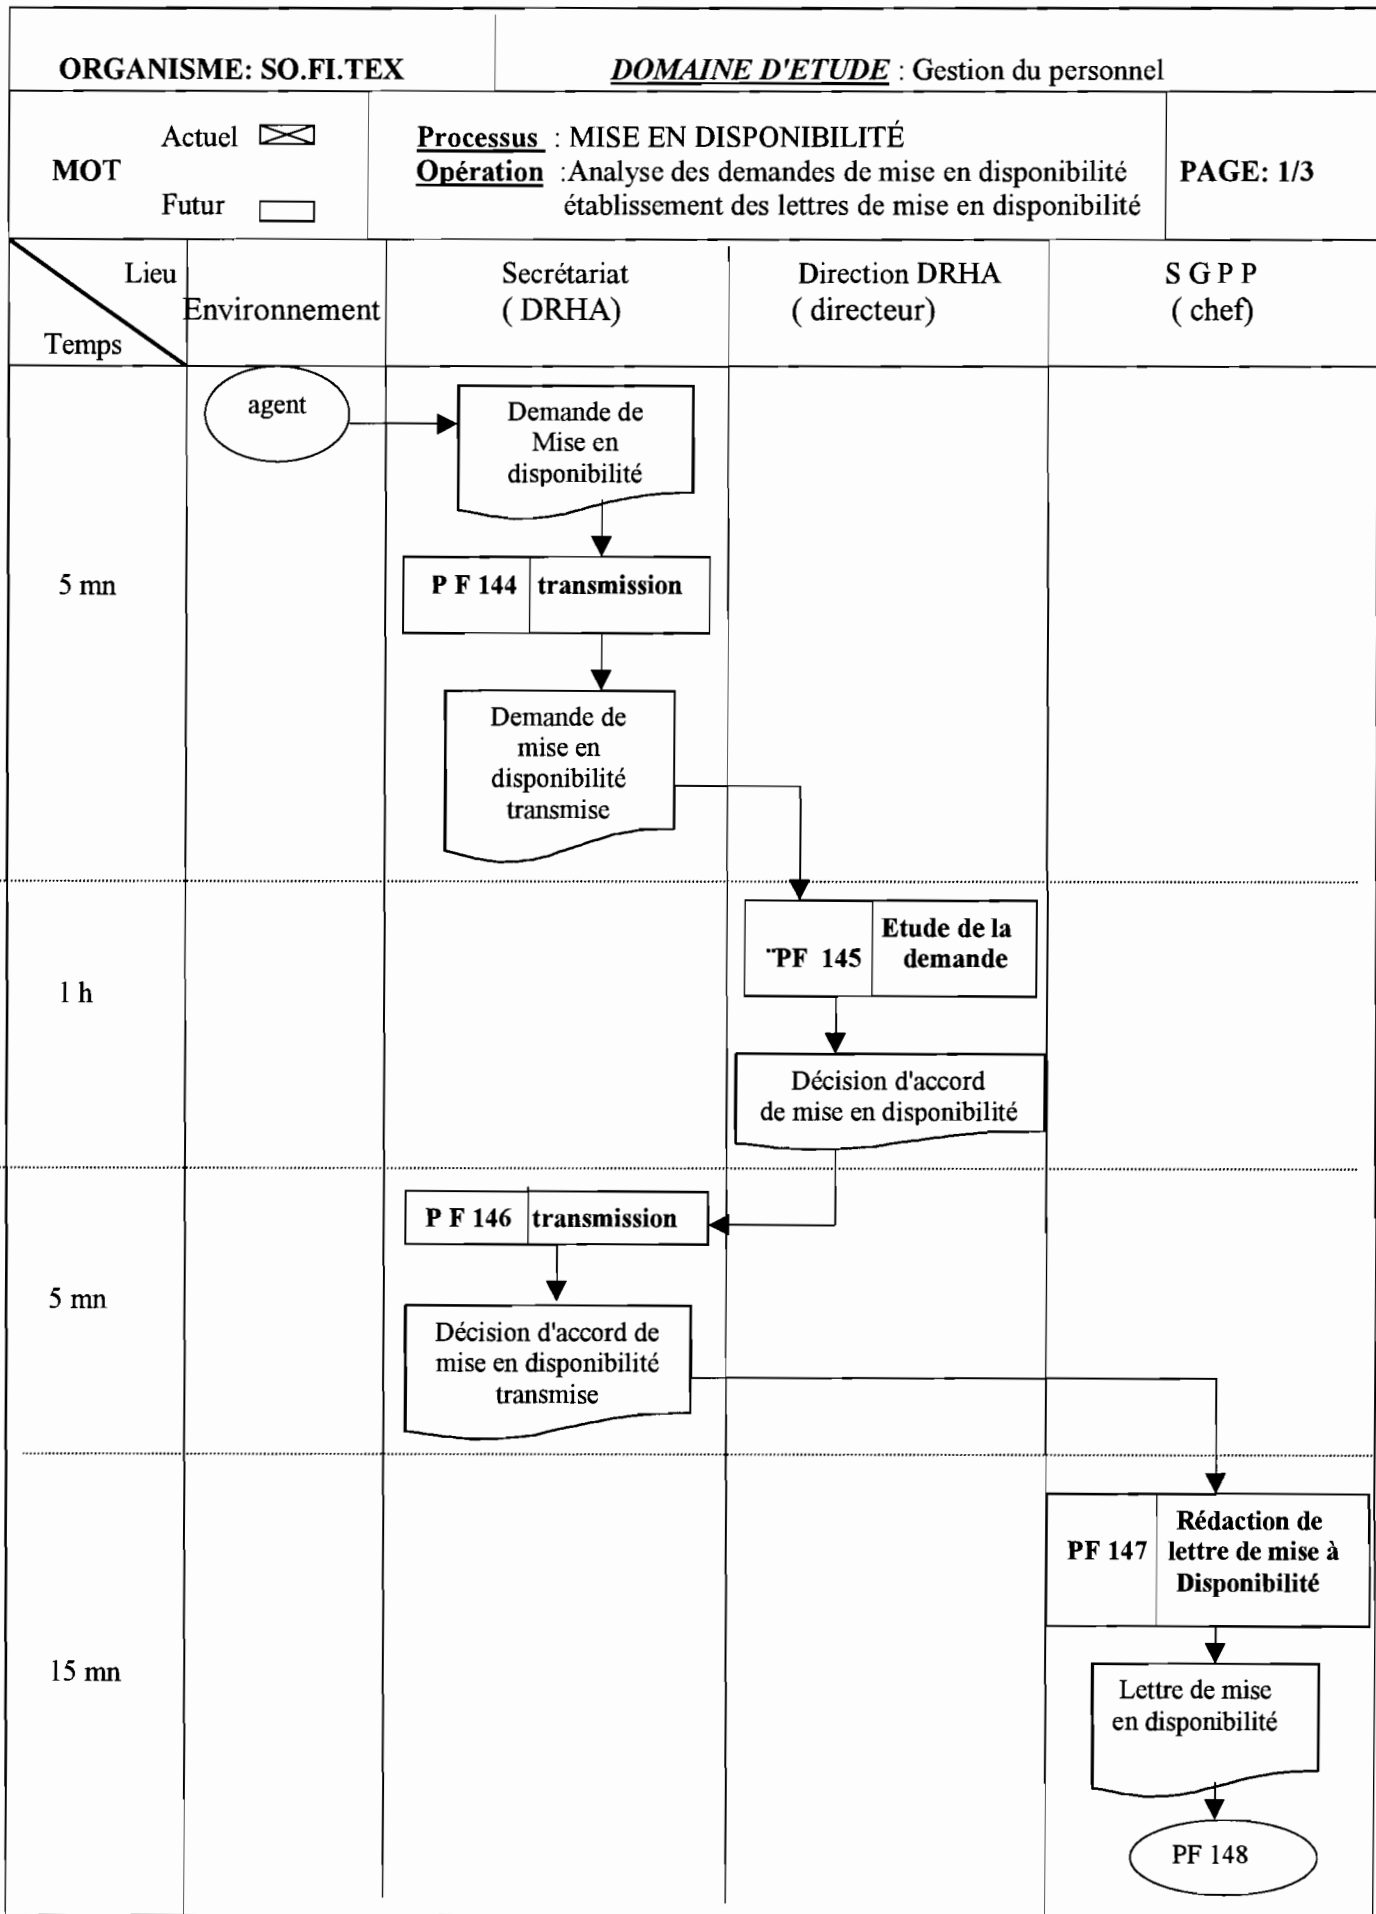 ORGANISME: SO.FI.TEX
DOMAINE D'ETUDE : Gestion du personnel
MOT
Actuel
Futur
Processus : MISE EN DISPONIBILITÉ
Opération :Analyse des demandes de mise en disponibilité
établissement des lettres de mise en disponibilité
PAGE: 1/3
Lieu
Temps
Environnement
Secrétariat
( DRHA)
Direction DRHA
( directeur)
S G P P
( chef)
agent
Demande de
Mise en
disponibilité
5 mn
P F 144
transmission
Demande de
mise en
disponibilité
transmise
1 h
¨PF 145
Etude de la
demande
Décision d'accord
de mise en disponibilité
5 mn
P F 146
transmission
Décision d'accord de
mise en disponibilité
transmise
15 mn
PF 147
Rédaction de
lettre de mise à
Disponibilité
Lettre de mise
en disponibilité
PF 148